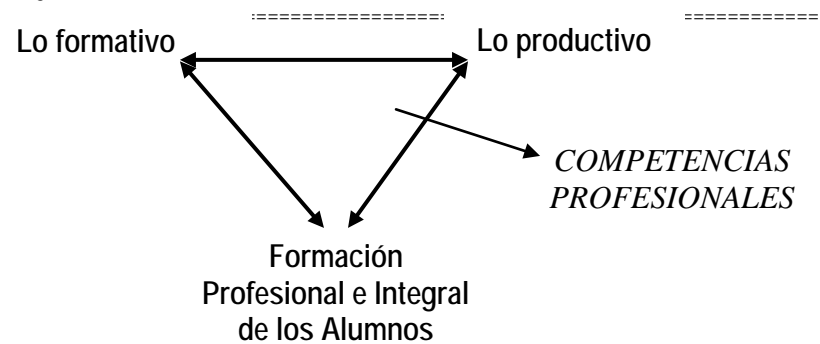 Lo formativo
Lo productivo
COMPETENCIAS
PROFESIONALES
Formación
Profesional e Integral
de los Alumnos